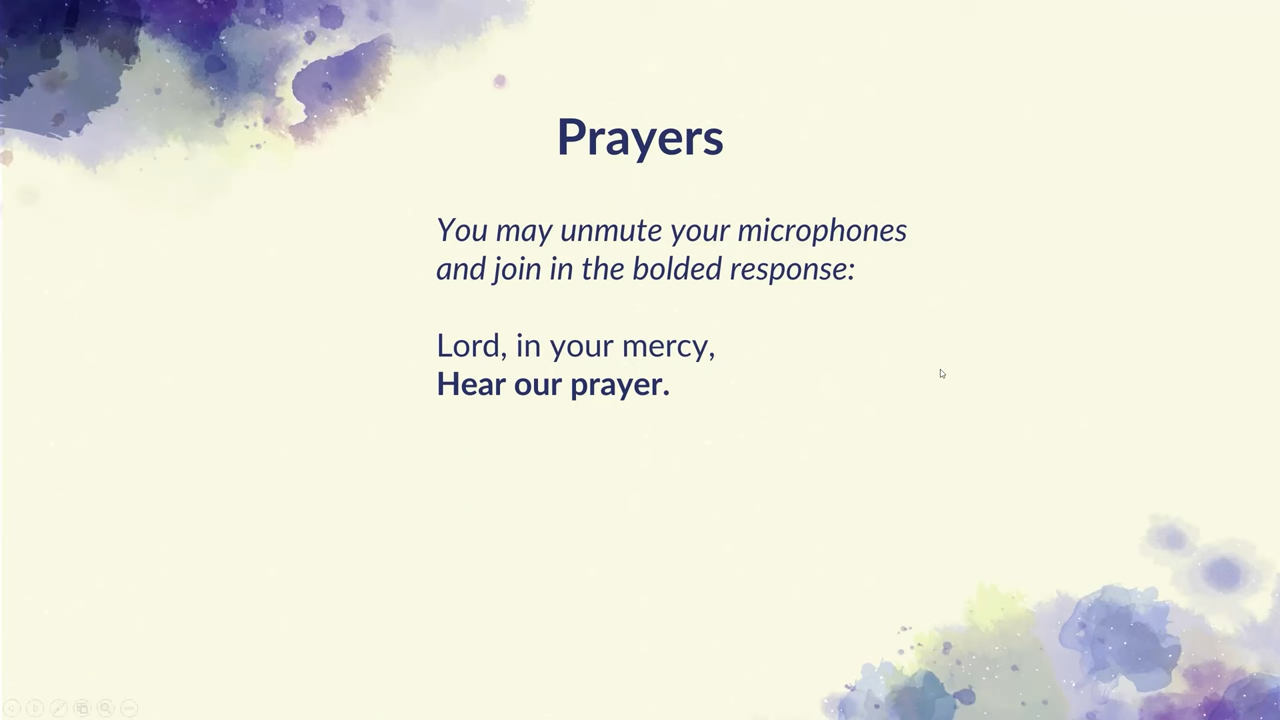 Prayers
You may unmute your microphones
and join in the bolded response:
Lord, in your mercy,
Hear our prayer.